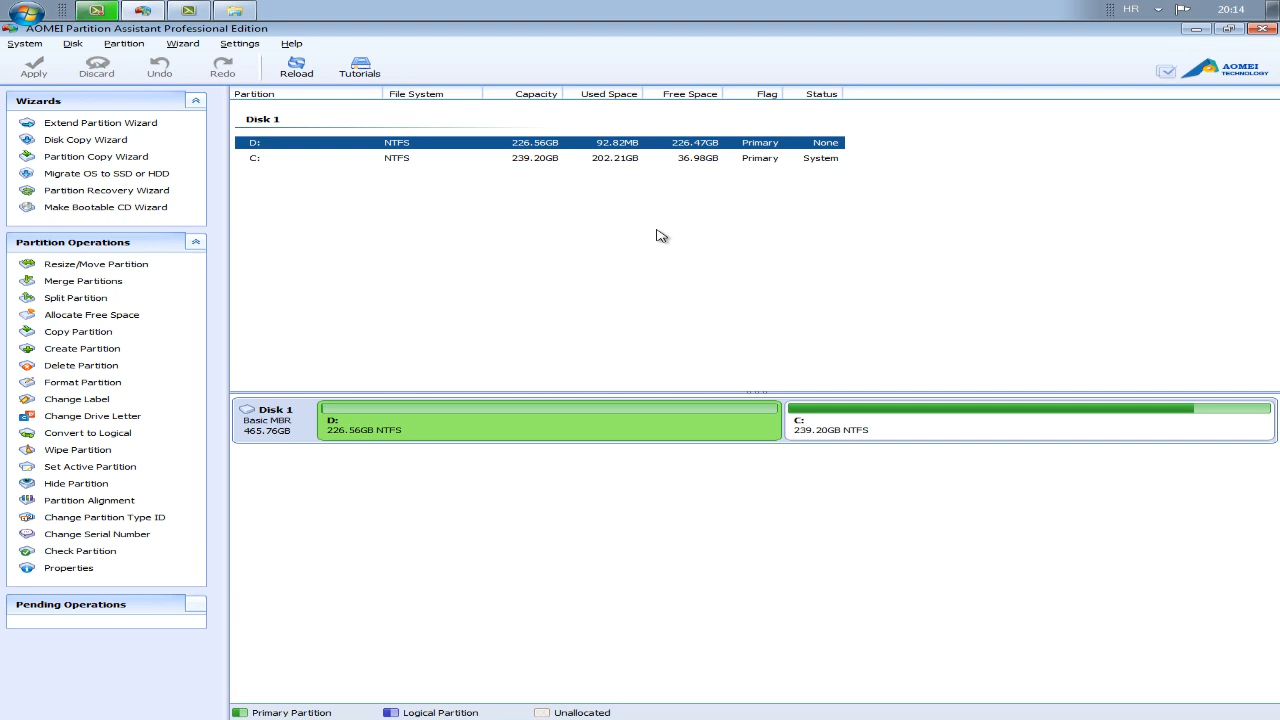 HR 20:14
AOMEI Partition Assistant Professional Edition
System Disk Partition Wizard Settings Help
Apply Discard Undo Redo Reload Tutorials
AOMEI
TECHNOLOGY
Wizards
Extend Partition Wizard
Disk Copy Wizard
Partition Copy Wizard
Migrate OS to SSD or HDD
Partition Recovery Wizard
Make Bootable CD Wizard
Partition Operations
Resize/Move Partition
Merge Partitions
Split Partition
Allocate Free Space
Copy Partition
Create Partition
Delete Partition
Format Partition
Change Label
Change Drive Letter
Convert to Logical
Wipe Partition
Set Active Partition
Hide Partition
Partition Alignment
Change Partition Type ID
Change Serial Number
Check Partition
Properties
Pending Operations
Partition File System Capacity Used Space Free Space Flag Status
Disk 1
D: NTFS 226.56GB 92.82MB 226.47GB Primary None
C: NTFS 239.20GB 202.21GB 36.98GB Primary System
Disk 1
Basic MBR
465.76GB
D:
226.56GB NTFS
C:
239.20GB NTFS
Primary Partition Logical Partition Unallocated